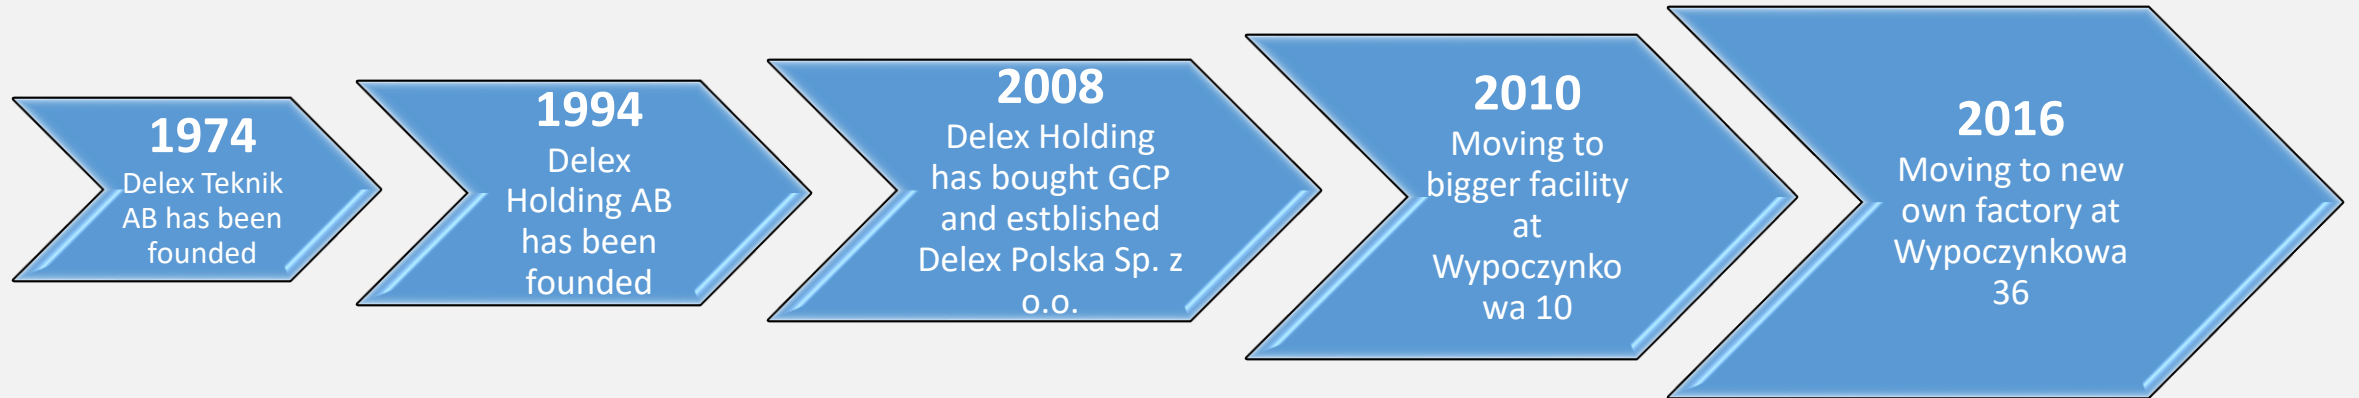 1974
Delex Teknik
AB has been
founded
1994
Delex
Holding AB
has been
founded
2008
Delex Holding
has bought GCP
and estblished
Delex Polska Sp. z
o.o.
2010
Moving to
bigger facility
at
Wypoczynko
wa 10
2016
Moving to new
own factory at
Wypoczynkowa
36